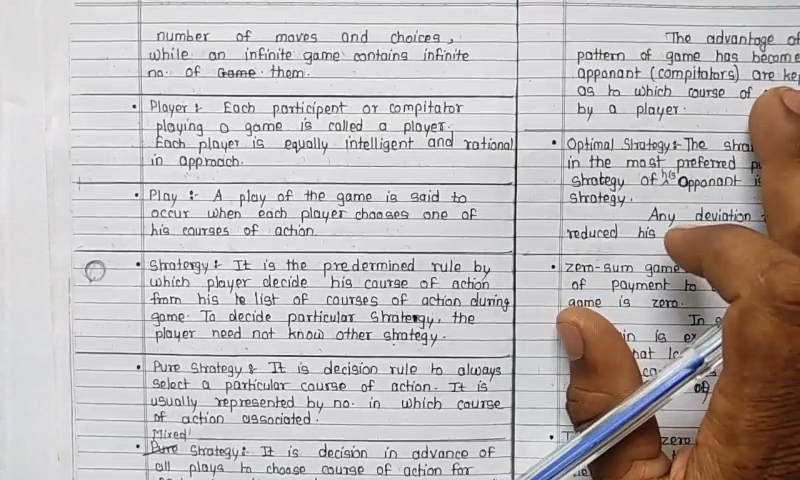 number of moves and choices,
while an infinite game contains infinite
no. of Game. them.
• Player :- Each participent or compitator
playing a game is called a player.
Each player is equally intelligent and rational
in approach.
• Play :- A play of the game is said to
occur when each player chooses one of
his courses of action.
• Stratergy :- It is the predermined rule by
which player decide his course of action
from his list of courses of action during
game. To decide particular stratergy, the
player need not know other strategy.
• Pure Strategy :- It is decision rule to always
select a particular course of action. It is
usually represented by no. in which course
of action associated.
Mixed
• Pure Strategy :- It is decision in advance of
all plays to choose course of action for
The advantage of
pattern of game has become
apponant (compitators) are
as to which course of
by a player.
• Optimal Strategy :- The
in the most preferred
strategy of his Opponant
strategy.
Any deviation
reduced his
• zero-sum game
of payment to
game is zero.
In
in is
zero